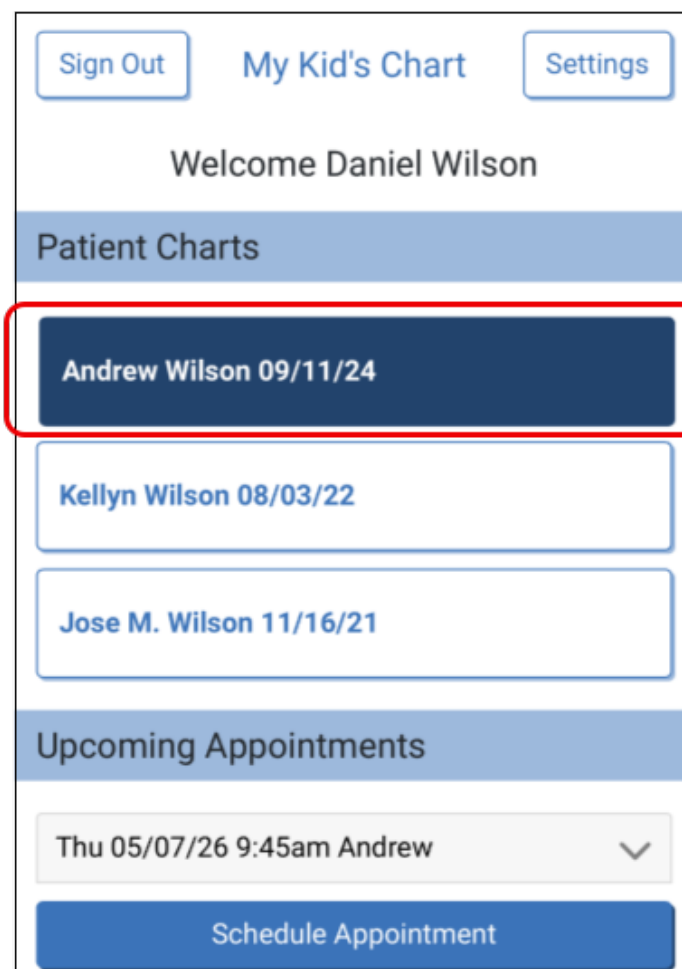 Sign Out
My Kid's Chart
Settings
Welcome Daniel Wilson
Patient Charts
Andrew Wilson 09/11/24
Kellyn Wilson 08/03/22
Jose M. Wilson 11/16/21
Upcoming Appointments
Thu 05/07/26 9:45am Andrew
Schedule Appointment